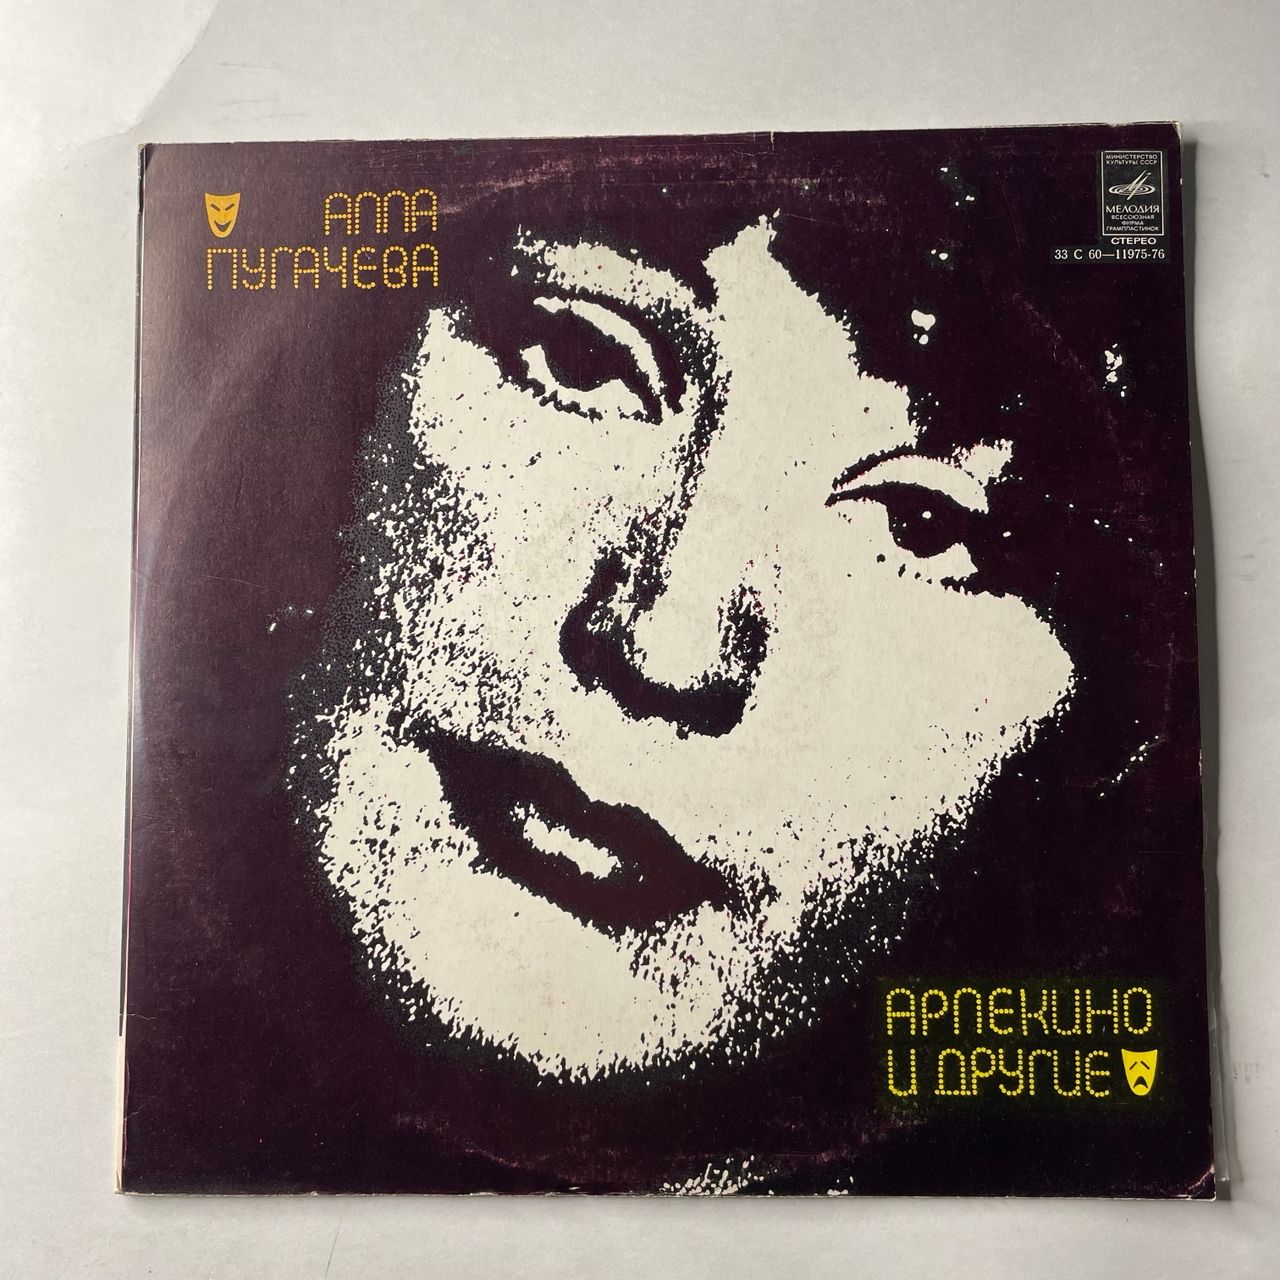 АЛЛА
ПУГАЧЕВА
МИНИСТЕРСТВО
КУЛЬТУРЫ СССР
МЕЛОДИЯ
ВСЕСОЮЗНАЯ
ФИРМА
ГРАМПЛАСТИНОК
СТЕРЕО
33 С 60—11975-76
АРЛЕКИНО
И ДРУГИЕ